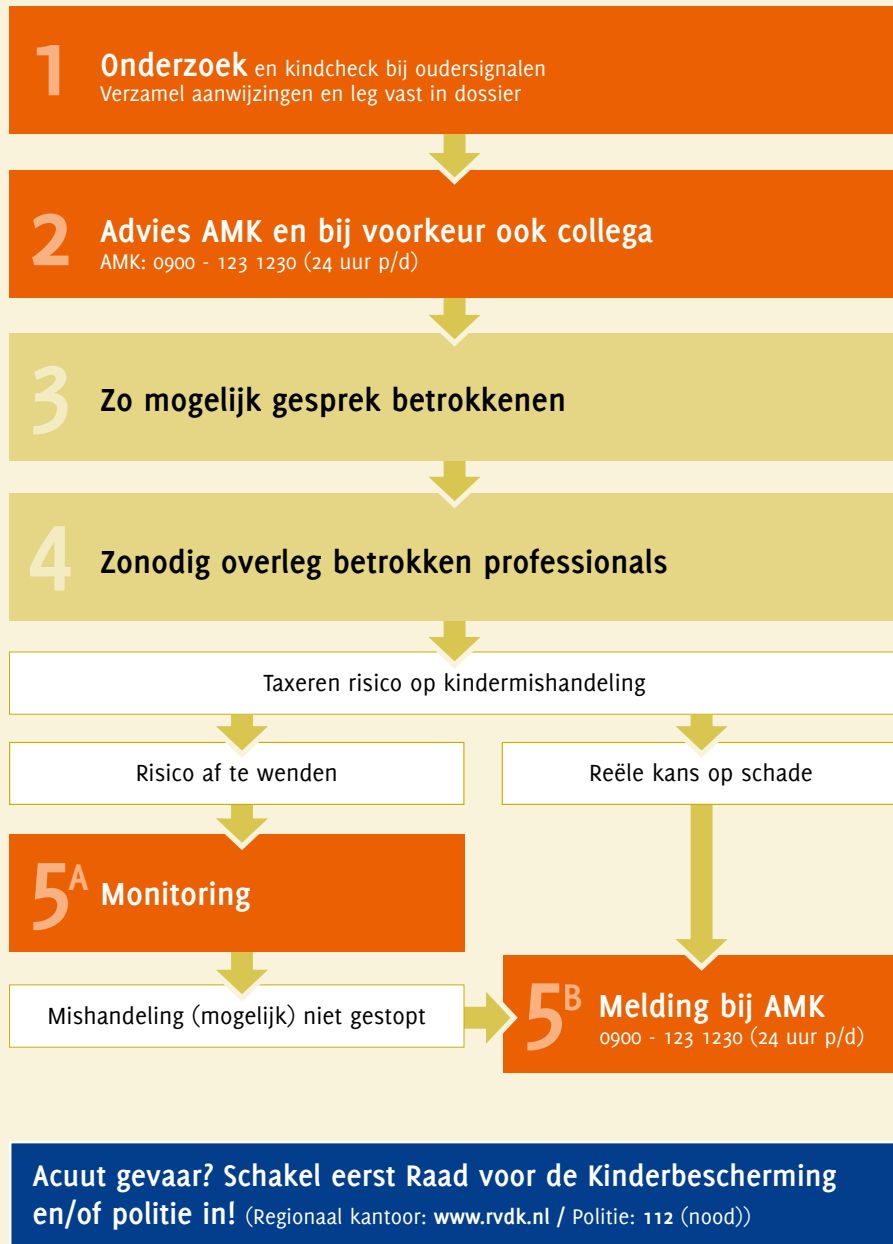 1
Onderzoek en kindcheck bij oudersignalen
Verzamel aanwijzingen en leg vast in dossier
2
Advies AMK en bij voorkeur ook collega
AMK: 0900 - 123 1230 (24 uur p/d)
3
Zo mogelijk gesprek betrokkenen
4
Zonodig overleg betrokken professionals
Taxeren risico op kindermishandeling
Risico af te wenden
Reële kans op schade
5A Monitoring
Mishandeling (mogelijk) niet gestopt
5B Melding bij AMK
0900 - 123 1230 (24 uur p/d)
Acuut gevaar? Schakel eerst Raad voor de Kinderbescherming
en/of politie in! (Regionaal kantoor: www.rvdk.nl / Politie: 112 (nood))